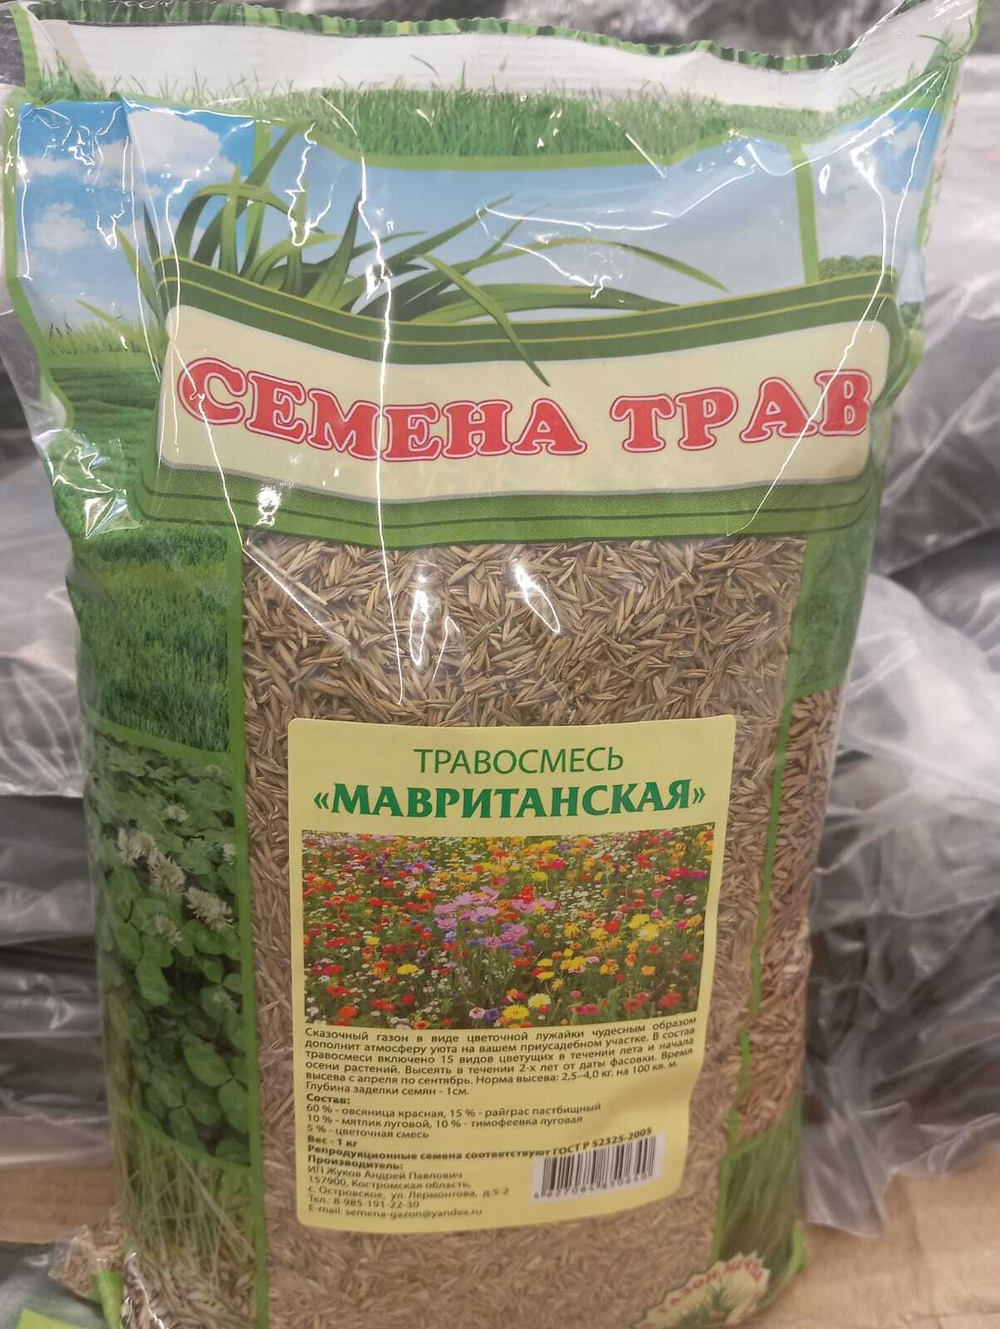 СЕМЕНА ТРАВ
ТРАВОСМЕСЬ
«МАВРИТАНСКАЯ»
Сказочный газон в виде цветочной лужайки чудесным образом
дополнит атмосферу уюта на вашем приусадебном участке. В состав
травосмеси включено 15 видов цветущих в течении лета и начала
осени растений. Высеять в течении 2-х лет от даты фасовки. Время
высева с апреля по сентябрь. Норма высева: 2,5–4,0 кг. на 100 кв. м.
Глубина заделки семян - 1см.
Состав:
60 % - овсяница красная, 15 % - райграс пастбищный
10 % - мятлик луговой, 10 % - тимофеевка луговая
5 % - цветочная смесь
Вес - 1 кг
Репродукционные семена соответствуют ГОСТ Р 52325-2005
Производитель:
ИП Жуков Андрей Павлович
157900, Костромская область,
с. Островское, ул. Лермонтова, д.5-2
Тел.: 8-985-191-22-30
E-mail: semena-gazon@yandex.ru